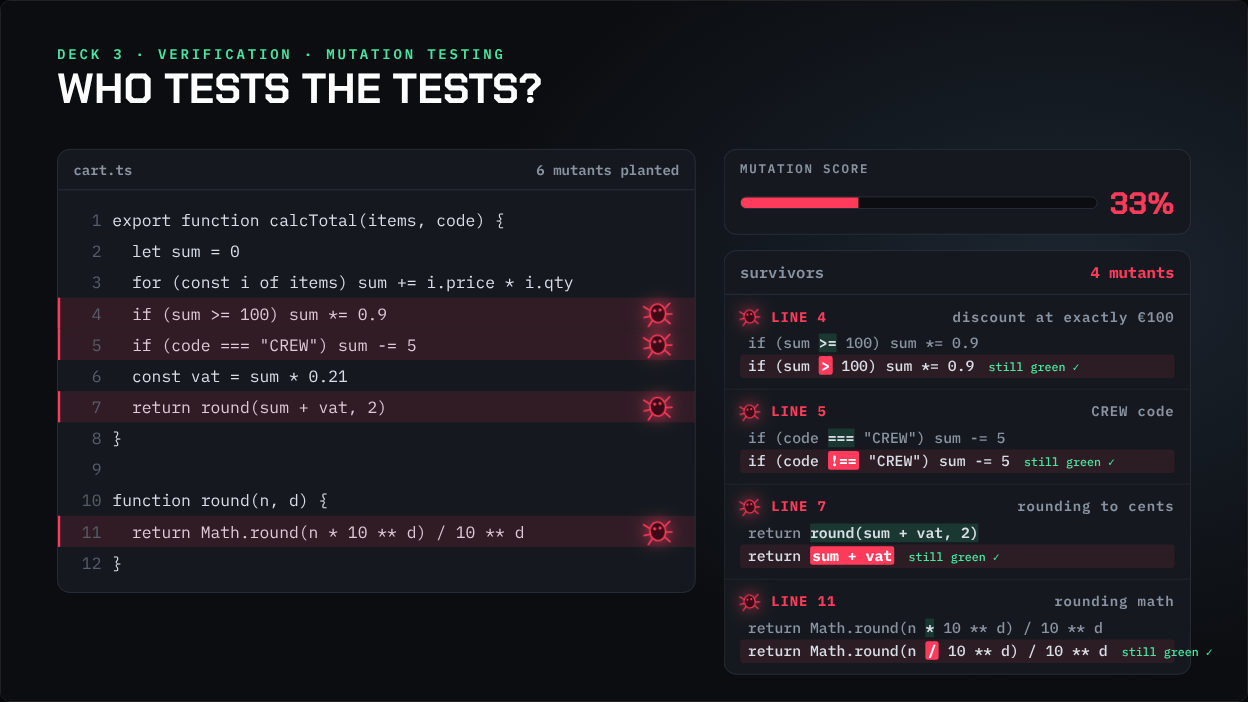 DECK 3 · VERIFICATION · MUTATION TESTING
WHO TESTS THE TESTS?
cart.ts
6 mutants planted
1 export function calcTotal(items, code) {
2 let sum = 0
3 for (const i of items) sum += i.price * i.qty
4 if (sum >= 100) sum *= 0.9
5 if (code === "CREW") sum -= 5
6 const vat = sum * 0.21
7 return round(sum + vat, 2)
8 }
9
10 function round(n, d) {
11 return Math.round(n * 10 ** d) / 10 ** d
12 }
MUTATION SCORE
33%
survivors
4 mutants
LINE 4 discount at exactly €100
if (sum >= 100) sum *= 0.9
if (sum > 100) sum *= 0.9 still green ✓
LINE 5 CREW code
if (code === "CREW") sum -= 5
if (code !== "CREW") sum -= 5 still green ✓
LINE 7 rounding to cents
return round(sum + vat, 2)
return sum + vat still green ✓
LINE 11 rounding math
return Math.round(n * 10 ** d) / 10 ** d
return Math.round(n / 10 ** d) / 10 ** d still green ✓